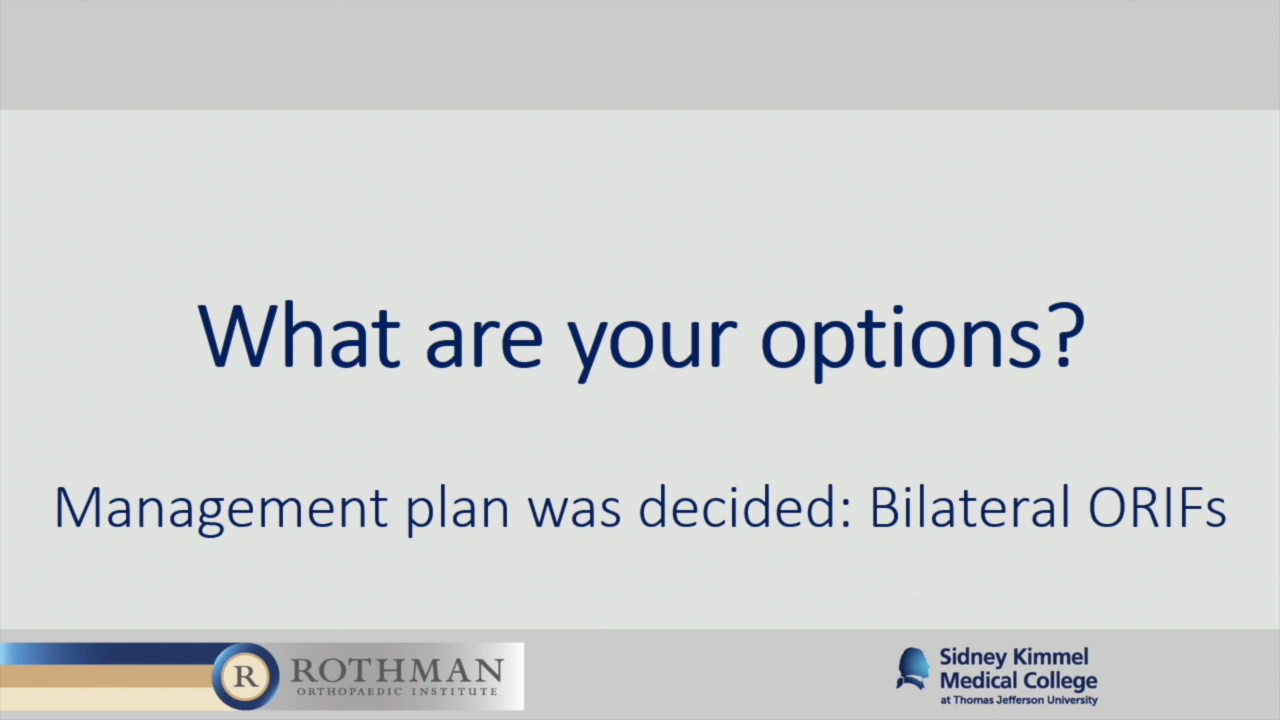 What are your options?
Management plan was decided: Bilateral ORIFs
R ROTHMAN
ORTHOPAEDIC INSTITUTE
Sidney Kimmel
Medical College
at Thomas Jefferson University